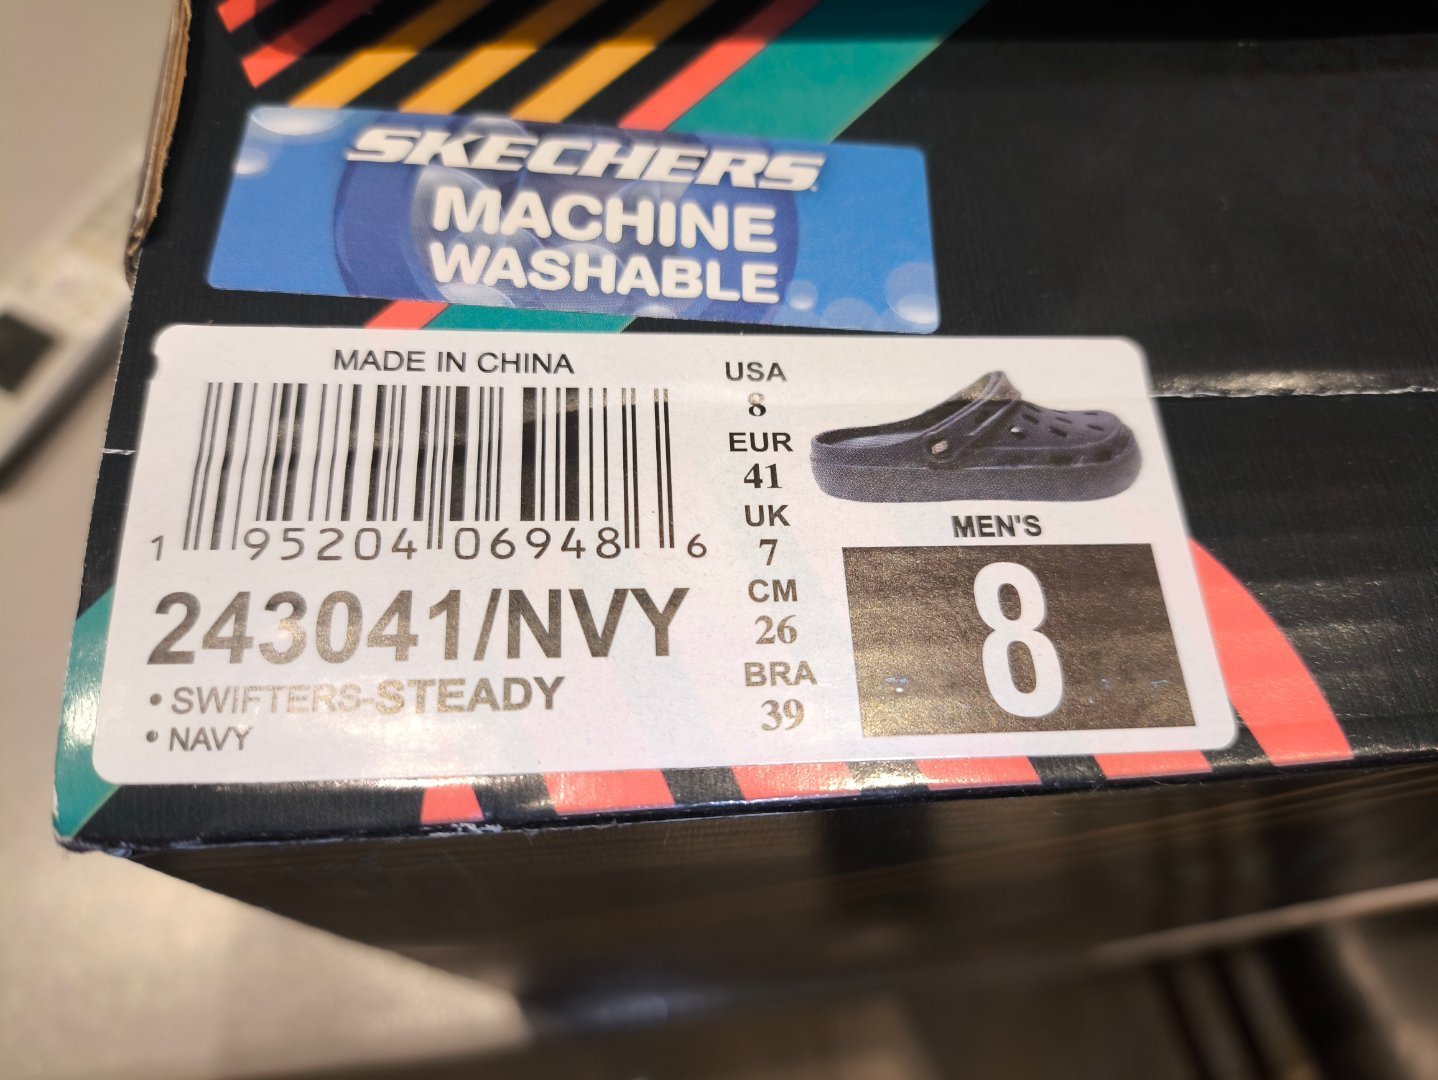 SKECHERS
MACHINE
WASHABLE
MADE IN CHINA
1 95204 06948 6
243041/NVY
• SWIFTERS-STEADY
• NAVY
USA
8
EUR
41
UK
7
CM
26
BRA
39
MEN'S
8